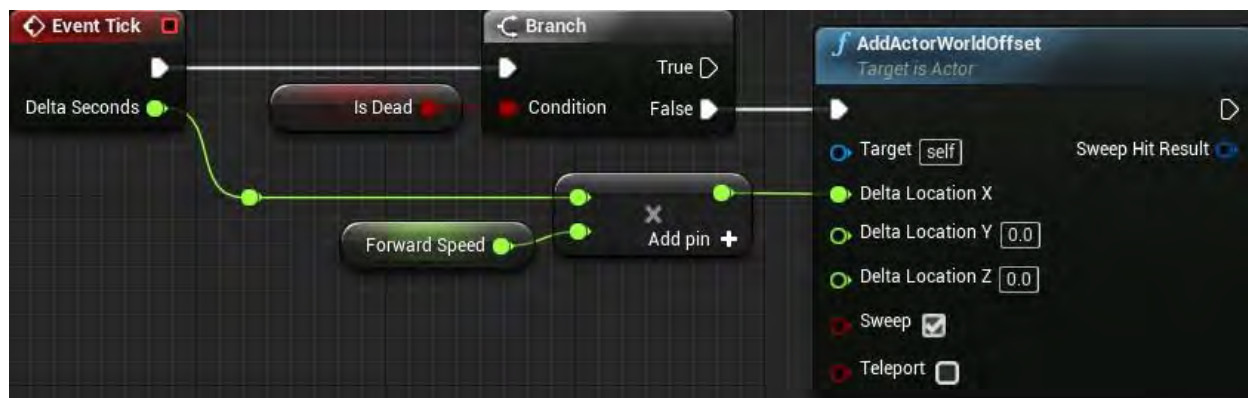 Event Tick
Delta Seconds
Is Dead
Branch
True
Condition
False
Forward Speed
×
Add pin
f AddActorWorldOffset
Target is Actor
Target self
Sweep Hit Result
Delta Location X
Delta Location Y 0.0
Delta Location Z 0.0
Sweep
Teleport